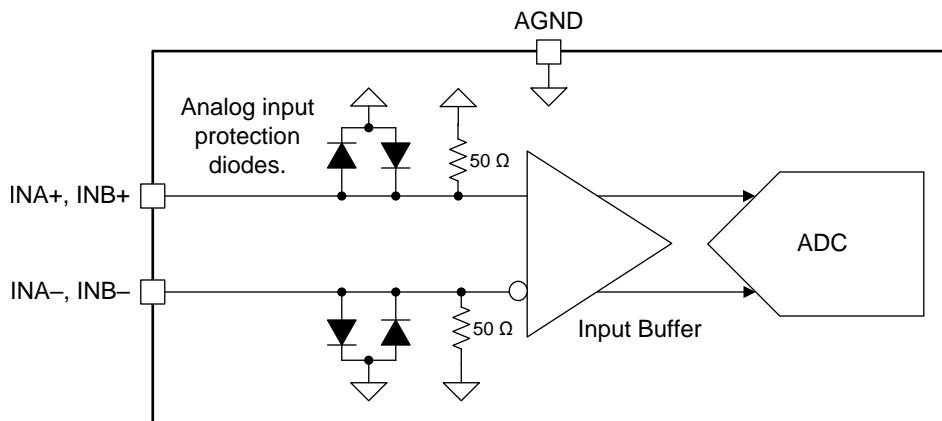 AGND
Analog input
protection
diodes.
50 Ω
INA+, INB+
ADC
INA–, INB–
50 Ω
Input Buffer